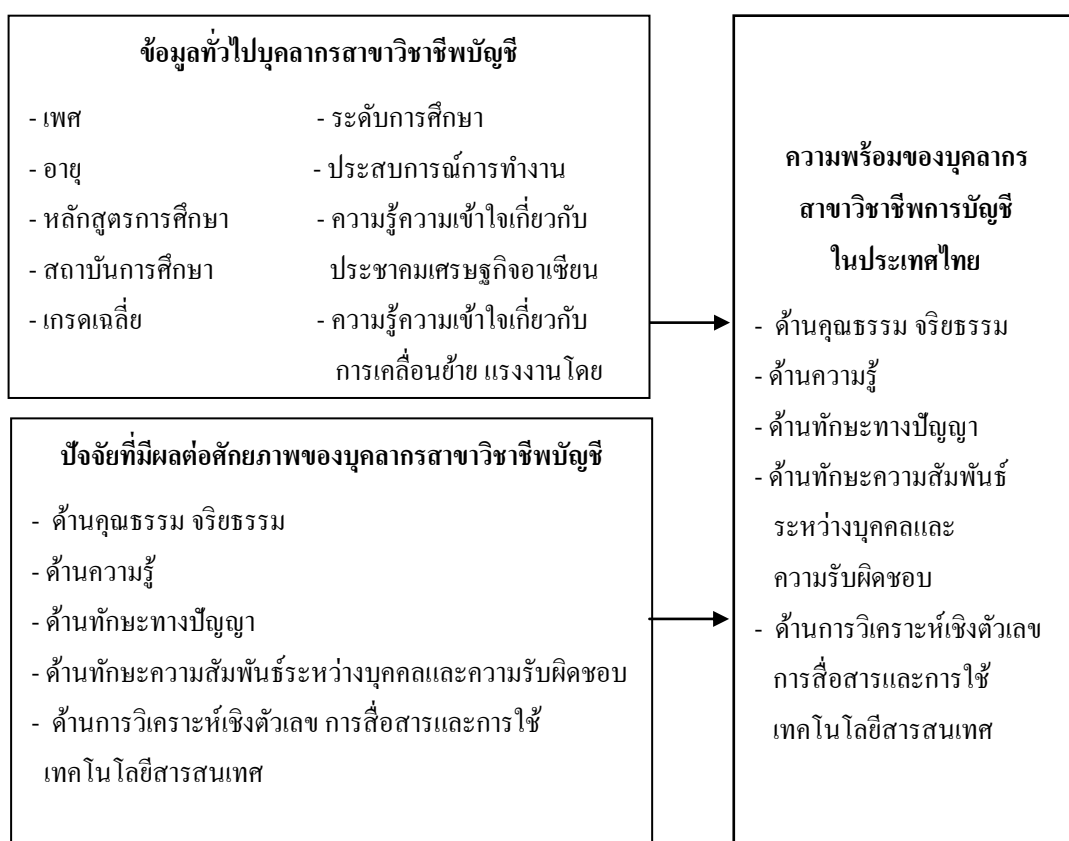 ข้อมูลทั่วไปบุคลากรสาขาวิชาชีพบัญชี
- เพศ
- อายุ
- หลักสูตรการศึกษา
- สถาบันการศึกษา
- เกรดเฉลี่ย
- ระดับการศึกษา
- ประสบการณ์การทำงาน
- ความรู้ความเข้าใจเกี่ยวกับ
ประชาคมเศรษฐกิจอาเซียน
- ความรู้ความเข้าใจเกี่ยวกับ
การเคลื่อนย้าย แรงงานโดย
ปัจจัยที่มีผลต่อศักยภาพของบุคลากรสาขาวิชาชีพบัญชี
- ด้านคุณธรรม จริยธรรม
- ด้านความรู้
- ด้านทักษะทางปัญญา
- ด้านทักษะความสัมพันธ์ระหว่างบุคคลและความรับผิดชอบ
- ด้านการวิเคราะห์เชิงตัวเลข การสื่อสารและการใช้
เทคโนโลยีสารสนเทศ
ความพร้อมของบุคลากร
สาขาวิชาชีพการบัญชี
ในประเทศไทย
- ด้านคุณธรรม จริยธรรม
- ด้านความรู้
- ด้านทักษะทางปัญญา
- ด้านทักษะความสัมพันธ์
ระหว่างบุคคลและ
ความรับผิดชอบ
- ด้านการวิเคราะห์เชิงตัวเลข
การสื่อสารและการใช้
เทคโนโลยีสารสนเทศ